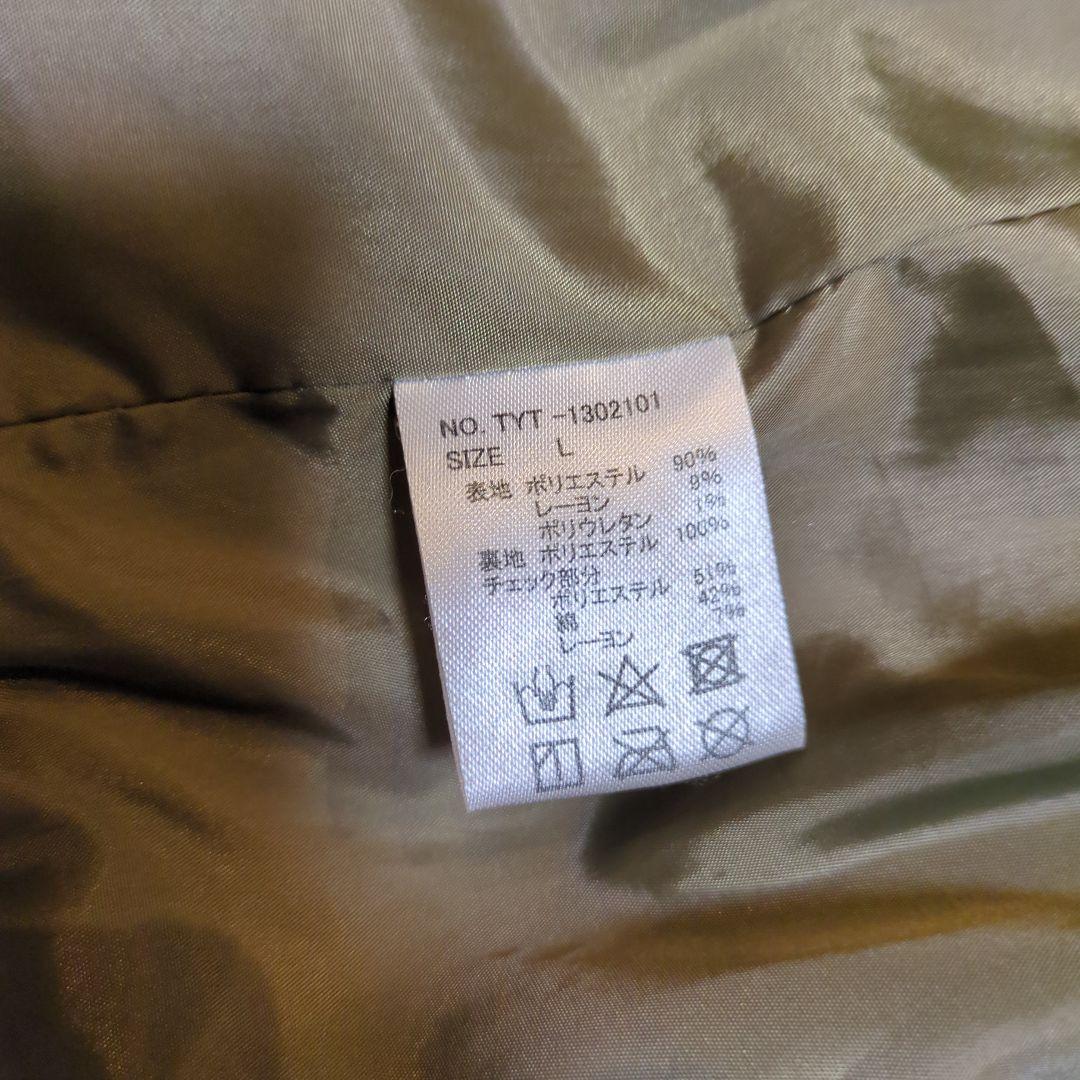 NO. TYT -1302101
SIZE L
表地 ポリエステル 90%
レーヨン 9%
ポリウレタン 1%
裏地 ポリエステル 100%
チェック部分
ポリエステル 51%
綿 42%
レーヨン 7%